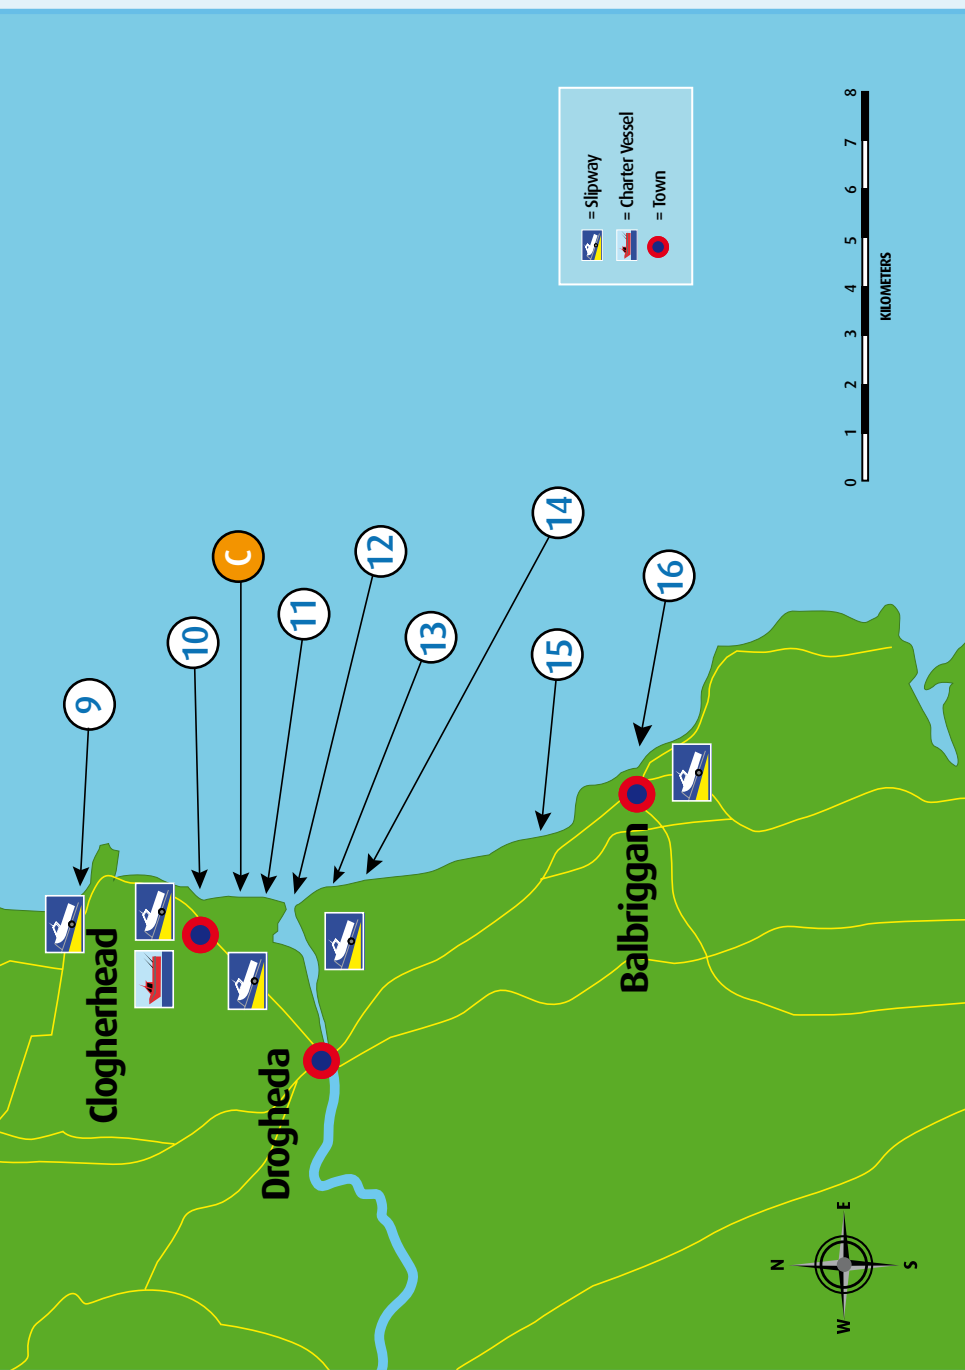 = Slipway
= Charter Vessel
= Town
0 1 2 3 4 5 6 7 8
KILOMETERS
9
10
C
11
12
13
14
15
16
Clogherhead
Drogheda
Balbriggan
N
E
S
W